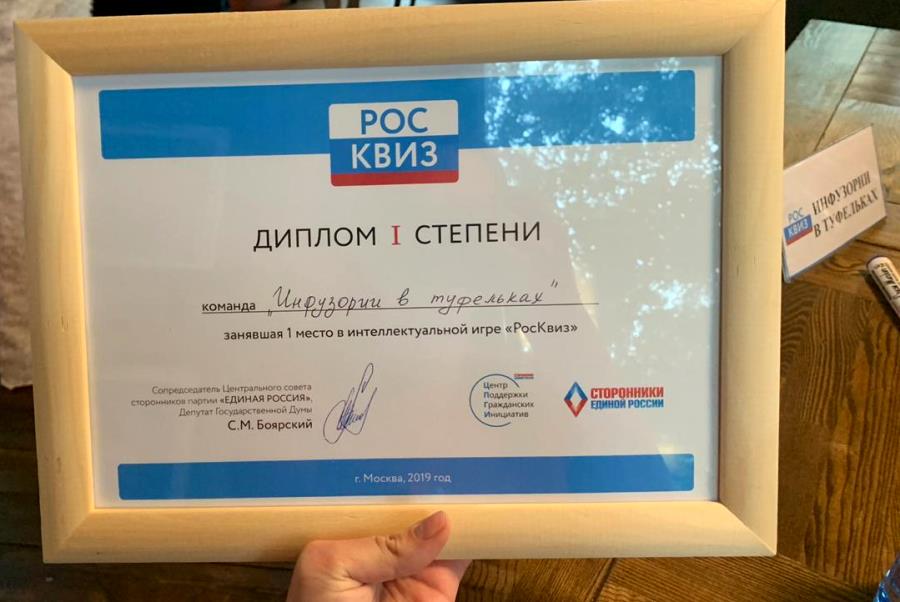 РОС
КВИЗ
ДИПЛОМ I СТЕПЕНИ
команда „Инфузории в туфельках"
занявшая 1 место в интеллектуальной игре «РосКвиз»
Сопредседатель Центрального совета
сторонников партии «ЕДИНАЯ РОССИЯ»,
Депутат Государственной Думы
С.М. Боярский
Центр
Поддержки
Гражданских
Инициатив
СТОРОННИКИ
ЕДИНОЙ РОССИИ
г. Москва, 2019 год
РОС
КВИЗ
ИНФУЗОРИИ
В ТУФЕЛЬКАХ